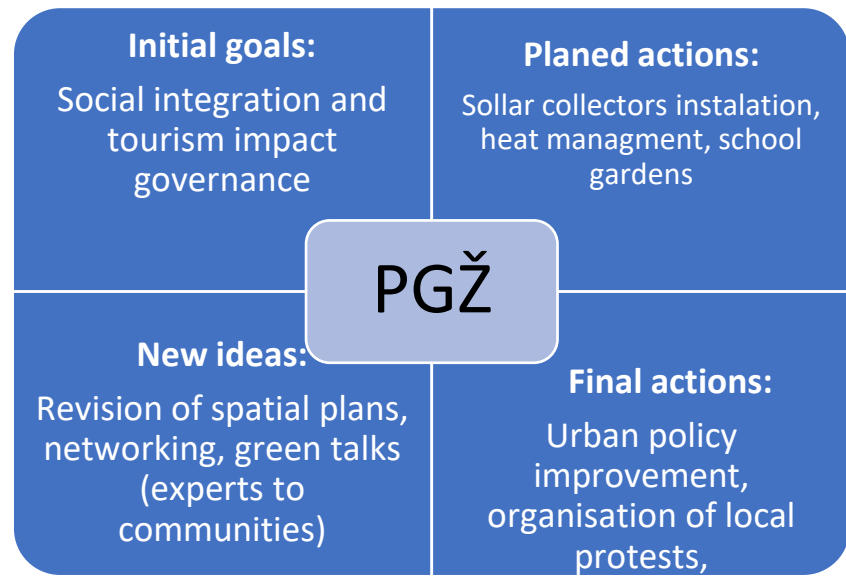 Initial goals:
Social integration and
tourism impact
governance
Planed actions:
Sollar collectors instalation,
heat managment, school
gardens
PGŽ
New ideas:
Revision of spatial plans,
networking, green talks
(experts to
communities)
Final actions:
Urban policy
improvement,
organisation of local
protests,